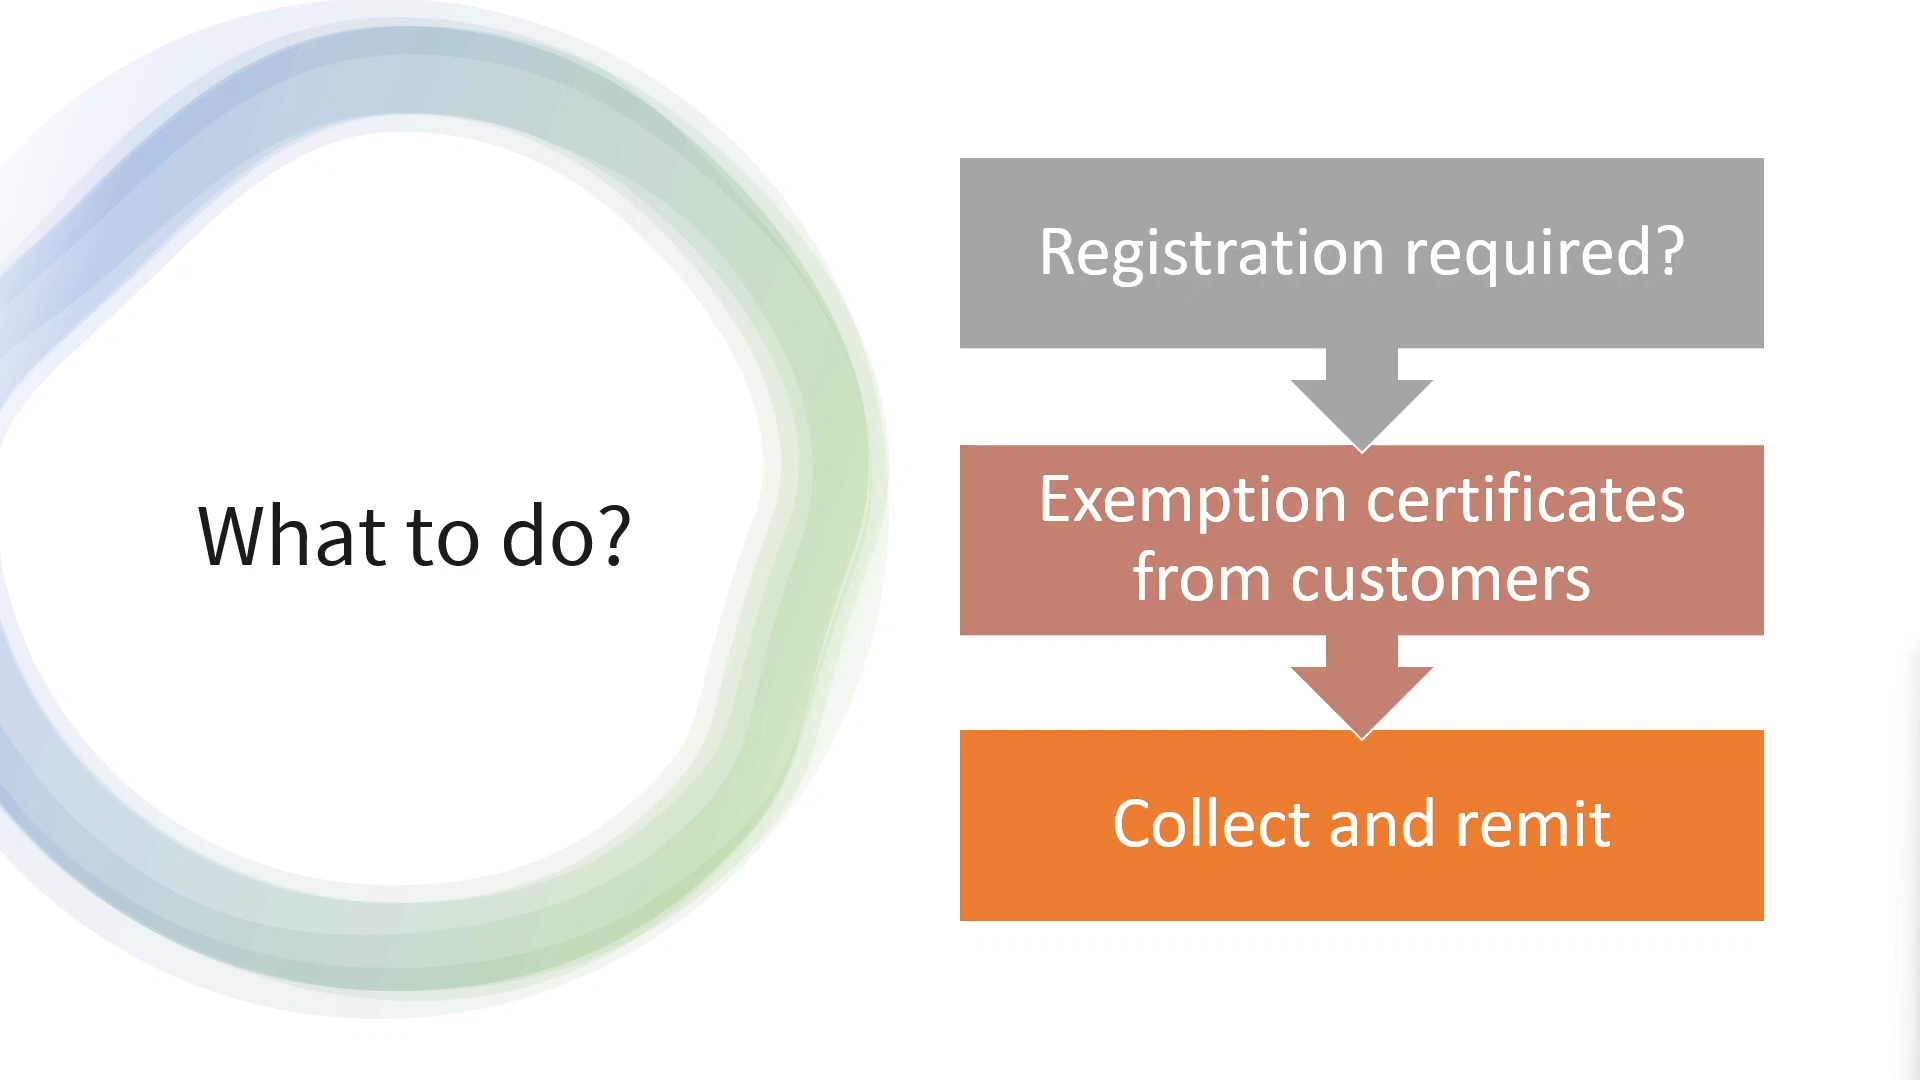 What to do?
Registration required?
Exemption certificates
from customers
Collect and remit